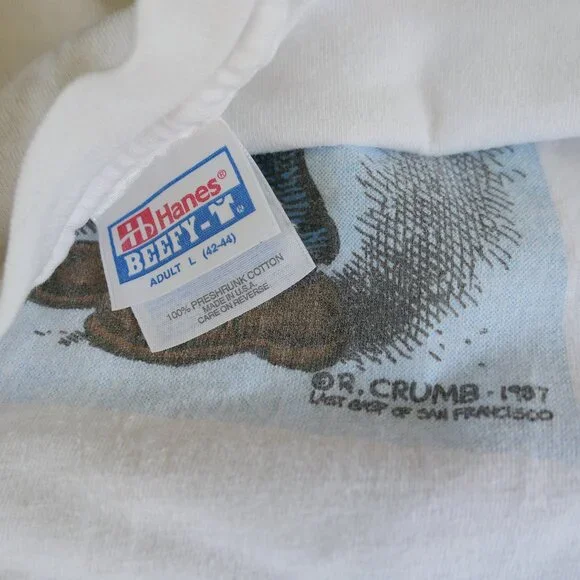 Hanes®
BEEFY-T
ADULT L (42-44)
100% PRESHRUNK COTTON
MADE IN U.S.A.
CARE ON REVERSE
©R. CRUMB - 1987
LAST GASP OF SAN FRANCISCO